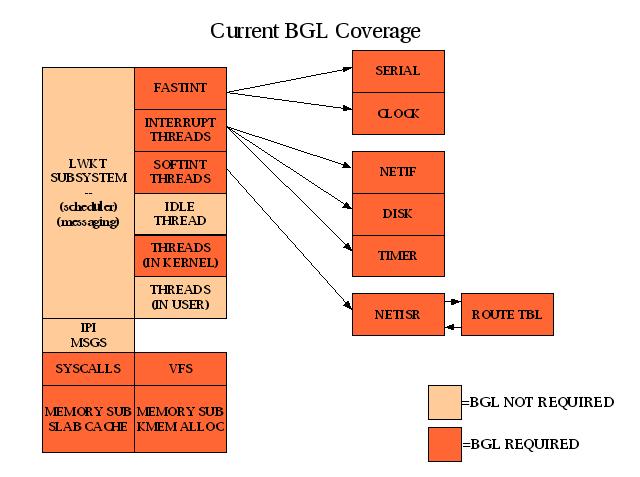 Current BGL Coverage
LWKT
SUBSYSTEM
--
(scheduler)
(messaging)
FASTINT
INTERRUPT
THREADS
SOFTINT
THREADS
IDLE
THREAD
THREADS
(IN KERNEL)
THREADS
(IN USER)
IPI
MSGS
SYSCALLS
VFS
MEMORY SUB
SLAB CACHE
MEMORY SUB
KMEM ALLOC
SERIAL
CLOCK
NETIF
DISK
TIMER
NETISR
ROUTE TBL
=BGL NOT REQUIRED
=BGL REQUIRED